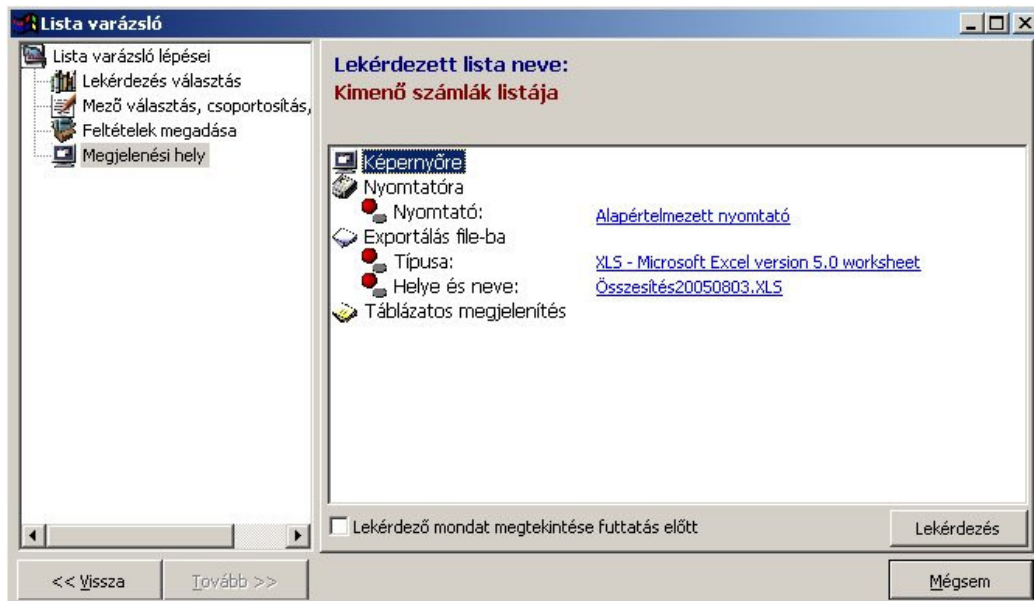 Lista varázsló
Lista varázsló lépései
Lekérdezés választás
Mező választás, csoportosítás,
Feltételek megadása
Megjelenési hely
Lekérdezett lista neve:
Kimenő számlák listája
Képernyőre
Nyomtatóra
Nyomtató: Alapértelmezett nyomtató
Exportálás file-ba
Típusa: XLS - Microsoft Excel version 5.0 worksheet
Helye és neve: Összesítés20050803.XLS
Táblázatos megjelenítés
Lekérdező mondat megtekintése futtatás előtt
Lekérdezés
<< Vissza
Tovább >>
Mégsem